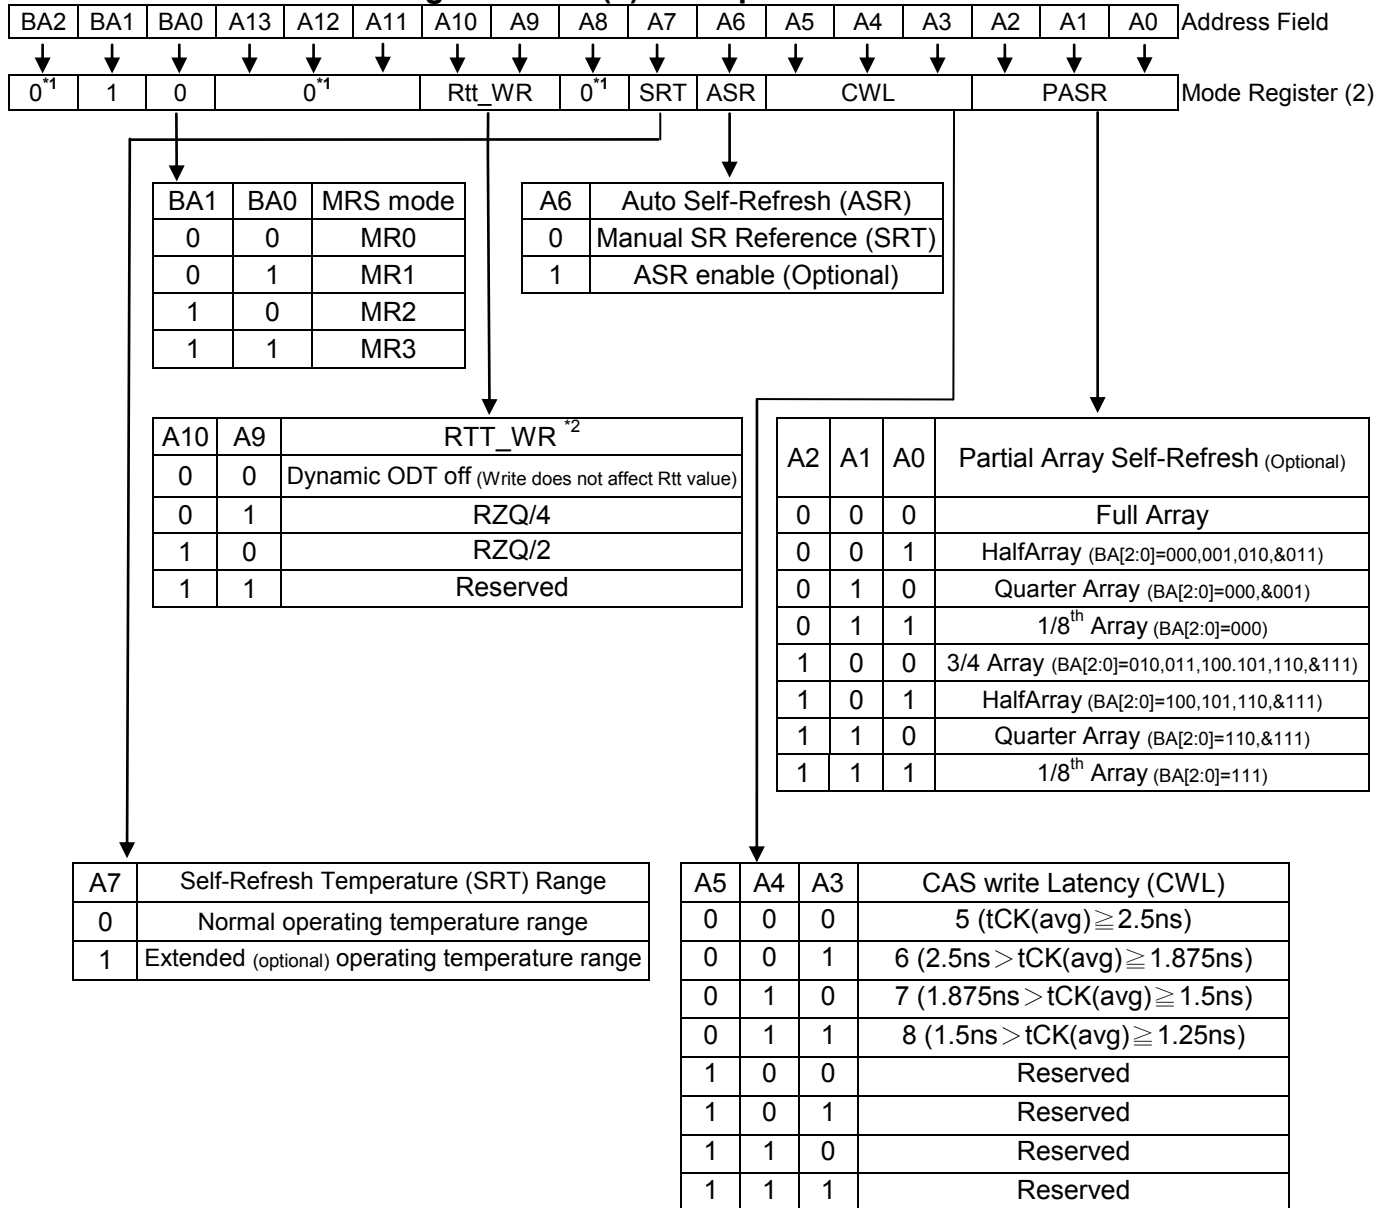 BA2 BA1 BA0 A13 A12 A11 A10 A9 A8 A7 A6 A5 A4 A3 A2 A1 A0 Address Field
0*1 1 0 0*1 Rtt_WR 0*1 SRT ASR CWL PASR Mode Register (2)
BA1 BA0 MRS mode
0 0 MR0
0 1 MR1
1 0 MR2
1 1 MR3
A6 Auto Self-Refresh (ASR)
0 Manual SR Reference (SRT)
1 ASR enable (Optional)
A10 A9 RTT_WR *2
0 0 Dynamic ODT off (Write does not affect Rtt value)
0 1 RZQ/4
1 0 RZQ/2
1 1 Reserved
A2 A1 A0 Partial Array Self-Refresh (Optional)
0 0 0 Full Array
0 0 1 HalfArray (BA[2:0]=000,001,010,&011)
0 1 0 Quarter Array (BA[2:0]=000,&001)
0 1 1 1/8th Array (BA[2:0]=000)
1 0 0 3/4 Array (BA[2:0]=010,011,100.101,110,&111)
1 0 1 HalfArray (BA[2:0]=100,101,110,&111)
1 1 0 Quarter Array (BA[2:0]=110,&111)
1 1 1 1/8th Array (BA[2:0]=111)
A7 Self-Refresh Temperature (SRT) Range
0 Normal operating temperature range
1 Extended (optional) operating temperature range
A5 A4 A3 CAS write Latency (CWL)
0 0 0 5 (tCK(avg)≧2.5ns)
0 0 1 6 (2.5ns>tCK(avg)≧1.875ns)
0 1 0 7 (1.875ns>tCK(avg)≧1.5ns)
0 1 1 8 (1.5ns>tCK(avg)≧1.25ns)
1 0 0 Reserved
1 0 1 Reserved
1 1 0 Reserved
1 1 1 Reserved